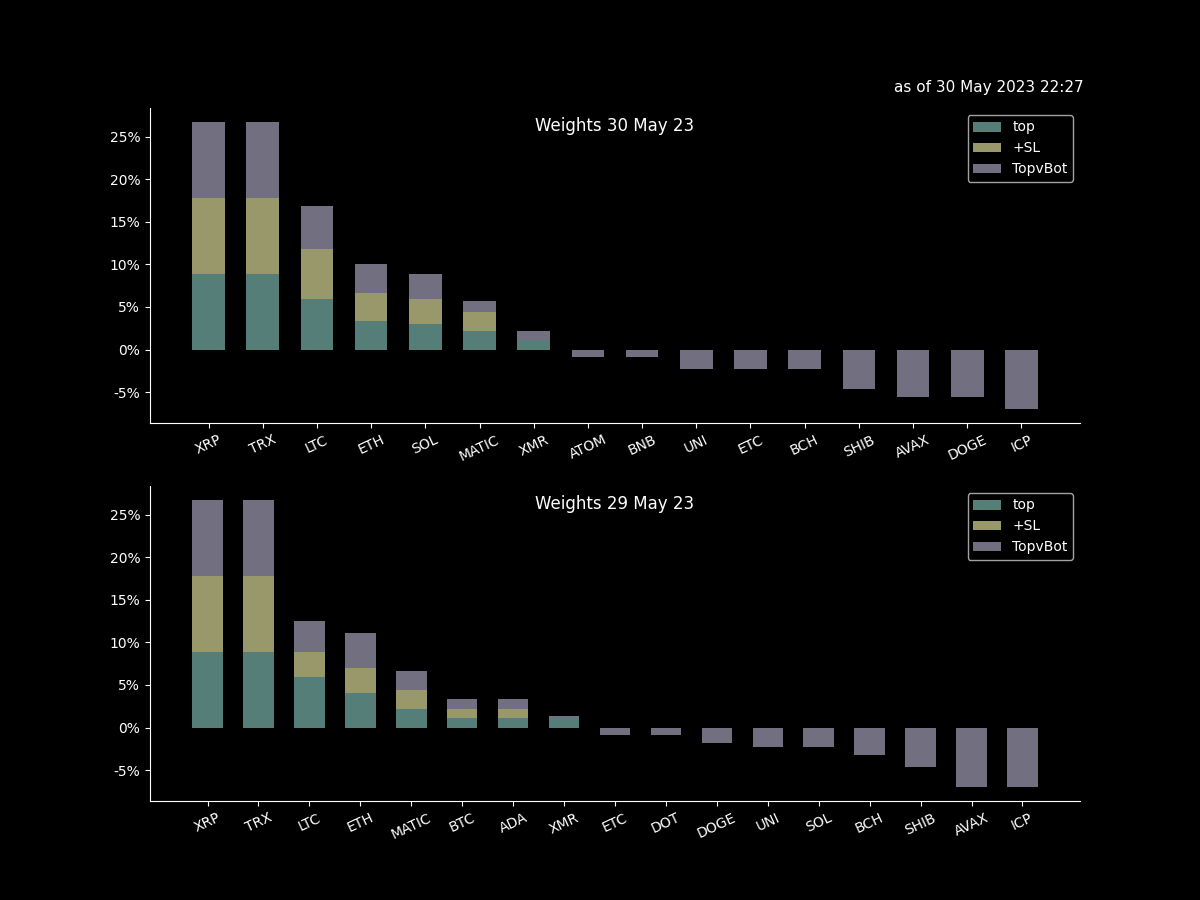 as of 30 May 2023 22:27
Weights 30 May 23
top
+SL
TopvBot
25%
20%
15%
10%
5%
0%
-5%
XRP TRX LTC ETH SOL MATIC XMR ATOM BNB UNI ETC BCH SHIB AVAX DOGE ICP
Weights 29 May 23
top
+SL
TopvBot
25%
20%
15%
10%
5%
0%
-5%
XRP TRX LTC ETH MATIC BTC ADA XMR ETC DOT DOGE UNI SOL BCH SHIB AVAX ICP